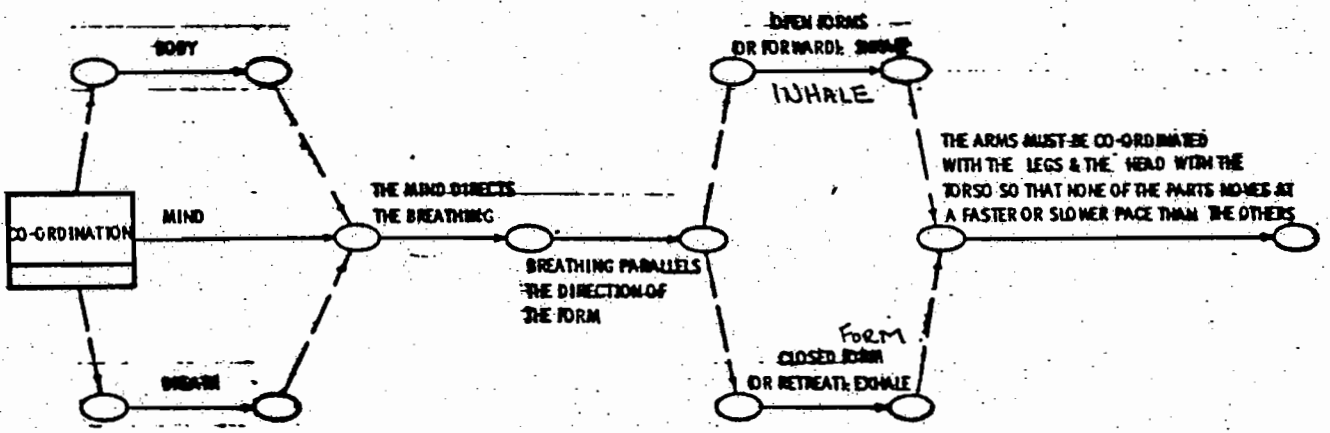 BODY
CO-ORDINATION
MIND
BREATH
THE MIND DIRECTS
THE BREATHING
BREATHING PARALLELS
THE DIRECTION OF
THE FORM
OPEN FORMS
(OR FORWARD): INHALE
INHALE
FORM
CLOSED FORM
(OR RETREAT): EXHALE
THE ARMS MUST BE CO-ORDINATED
WITH THE LEGS & THE HEAD WITH THE
TORSO SO THAT NONE OF THE PARTS MOVES AT
A FASTER OR SLOWER PACE THAN THE OTHERS